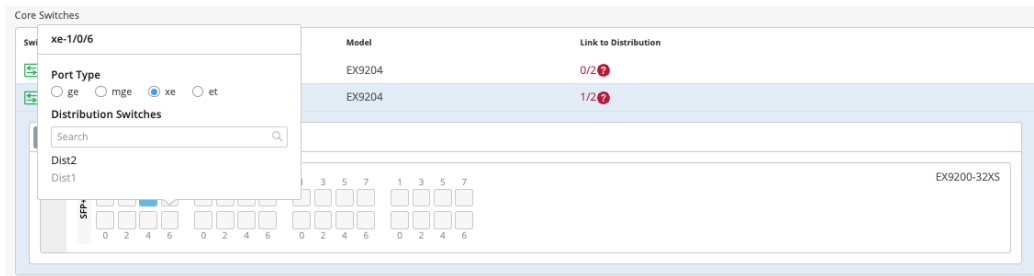 Core Switches
Swi
Model
Link to Distribution
xe-1/0/6
EX9204
0/2?
Port Type
ge mge xe et
EX9204
1/2?
Distribution Switches
Search
Dist2
Dist1
EX9200-32XS
3 5 7 1 3 5 7
SFP+
0 2 4 6 0 2 4 6 0 2 4 6 0 2 4 6